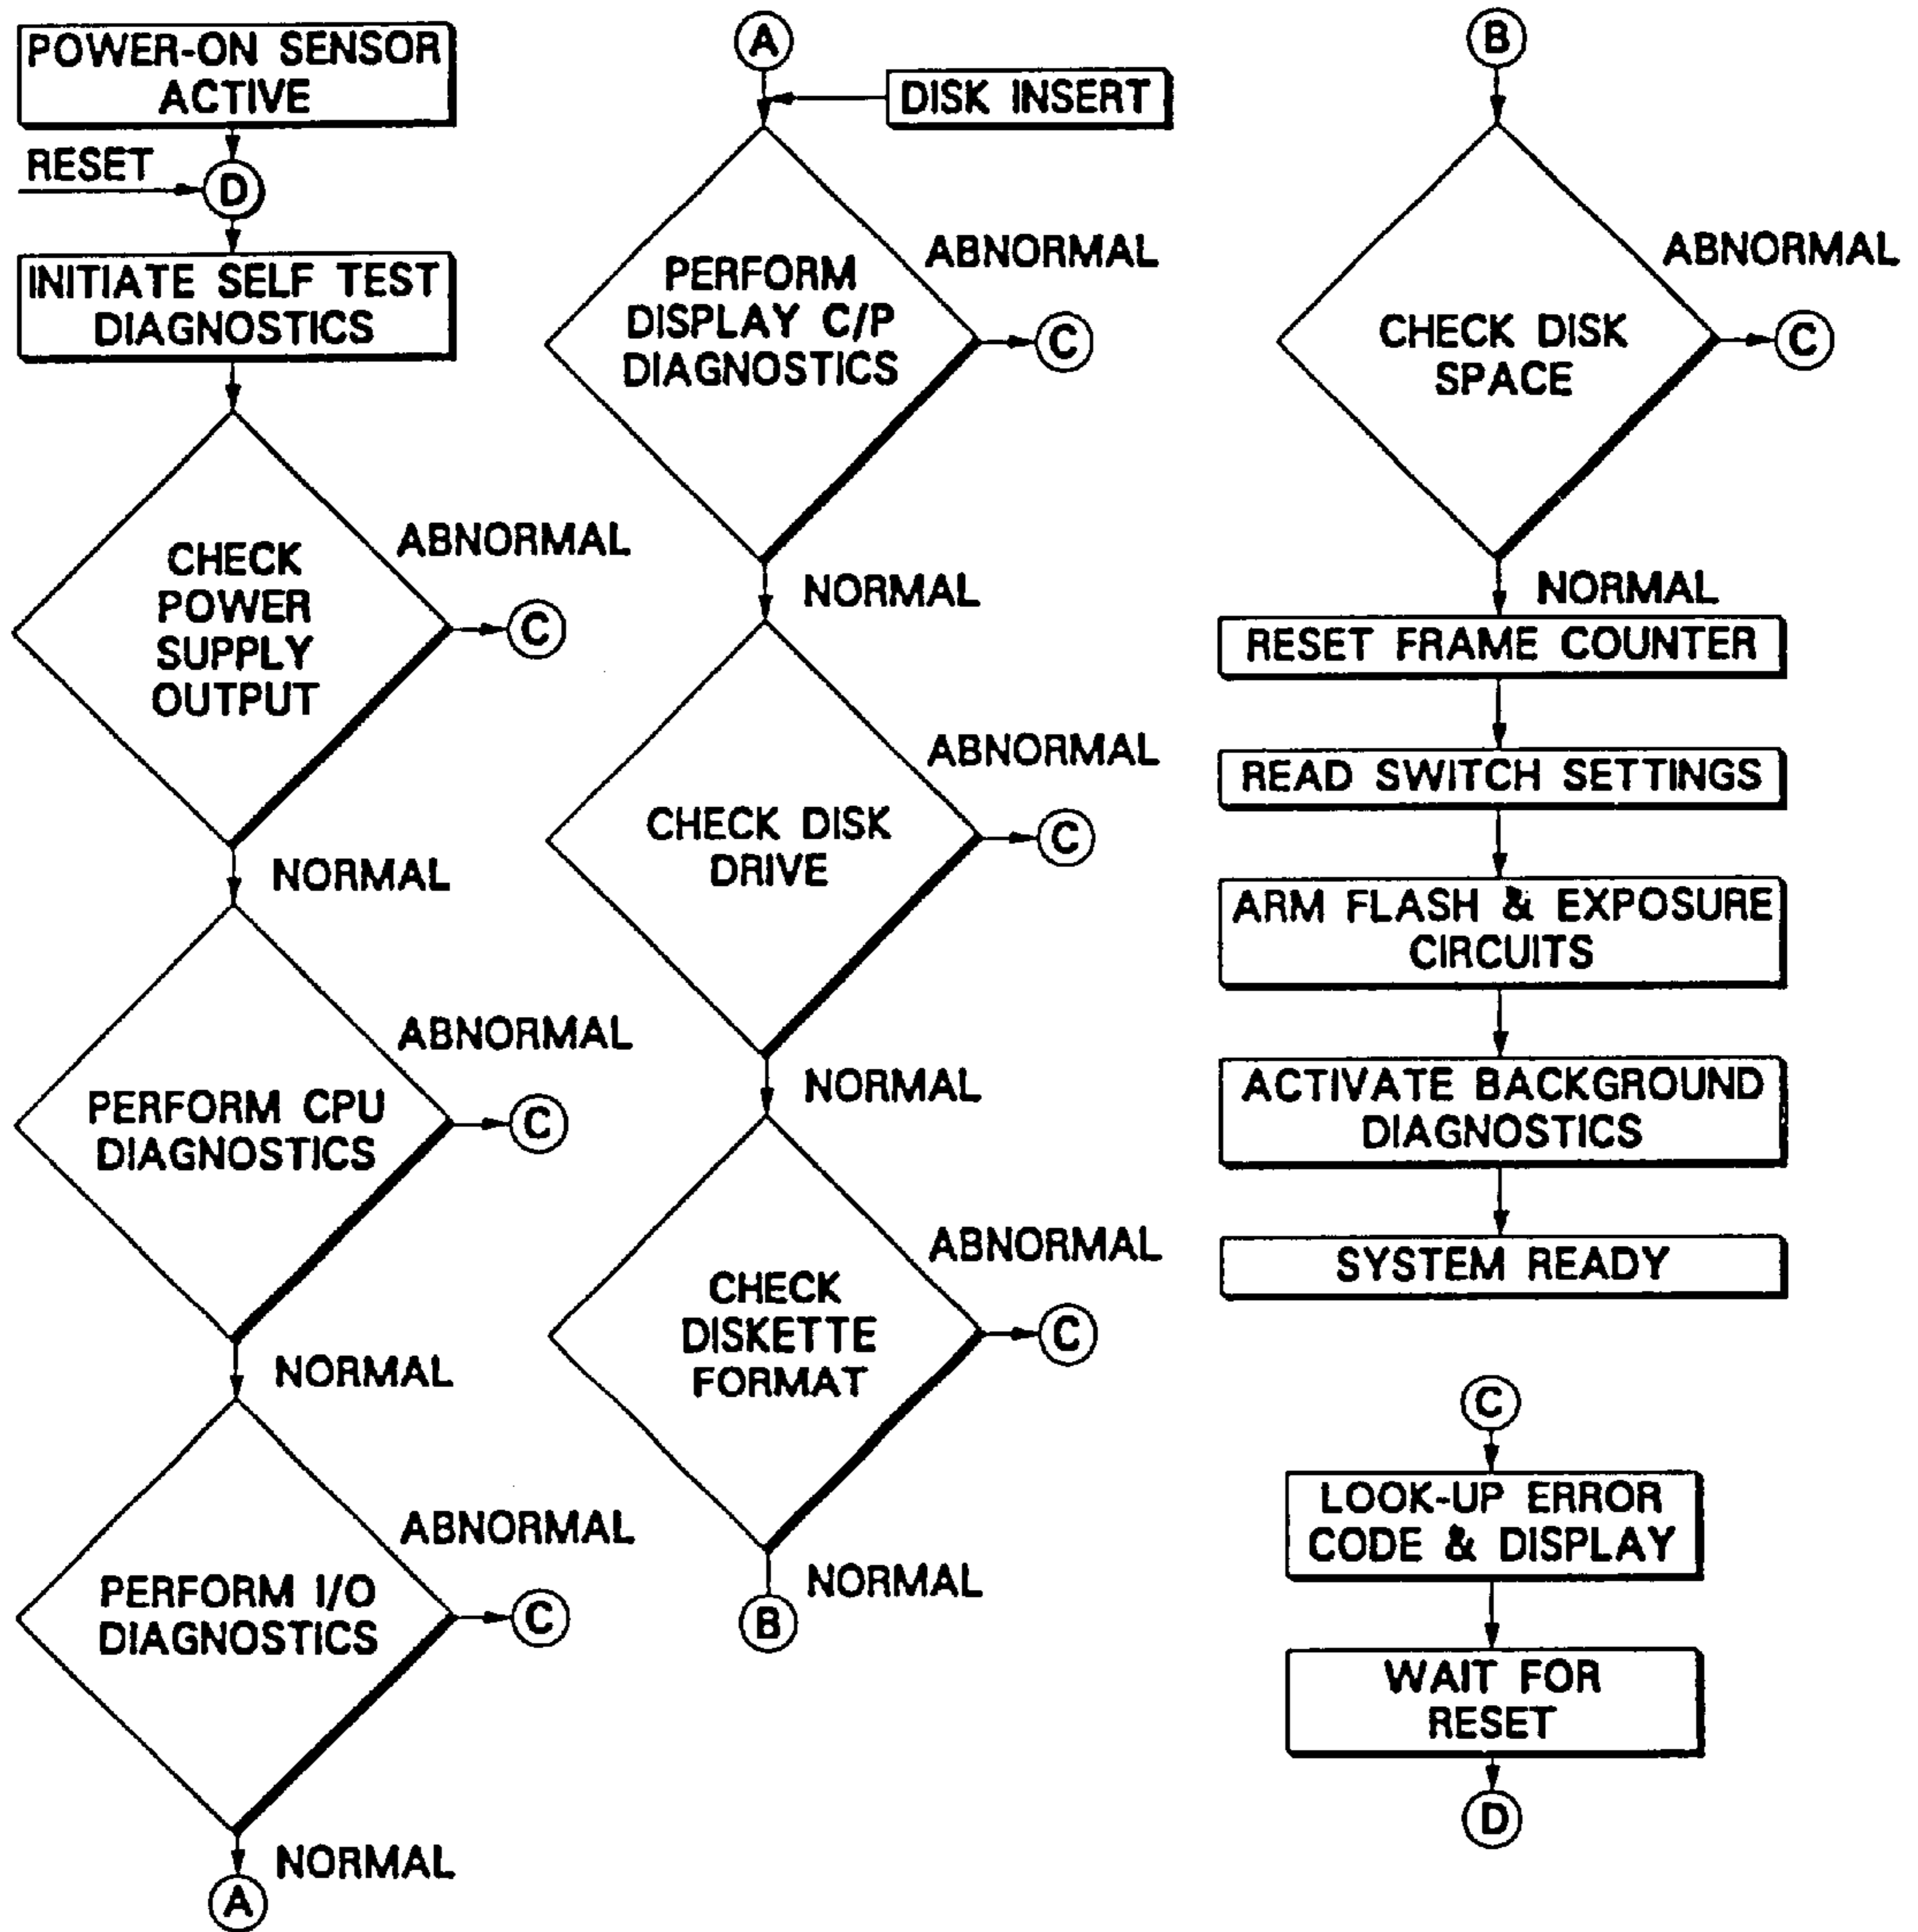 POWER-ON SENSOR
ACTIVE
RESET
D
INITIATE SELF TEST
DIAGNOSTICS
CHECK
POWER
SUPPLY
OUTPUT
ABNORMAL
C
NORMAL
PERFORM CPU
DIAGNOSTICS
ABNORMAL
C
NORMAL
PERFORM I/O
DIAGNOSTICS
ABNORMAL
C
NORMAL
A
A
DISK INSERT
PERFORM
DISPLAY C/P
DIAGNOSTICS
ABNORMAL
C
NORMAL
CHECK DISK
DRIVE
ABNORMAL
C
NORMAL
CHECK
DISKETTE
FORMAT
ABNORMAL
C
NORMAL
B
B
CHECK DISK
SPACE
ABNORMAL
C
NORMAL
RESET FRAME COUNTER
READ SWITCH SETTINGS
ARM FLASH & EXPOSURE
CIRCUITS
ACTIVATE BACKGROUND
DIAGNOSTICS
SYSTEM READY
C
LOOK-UP ERROR
CODE & DISPLAY
WAIT FOR
RESET
D